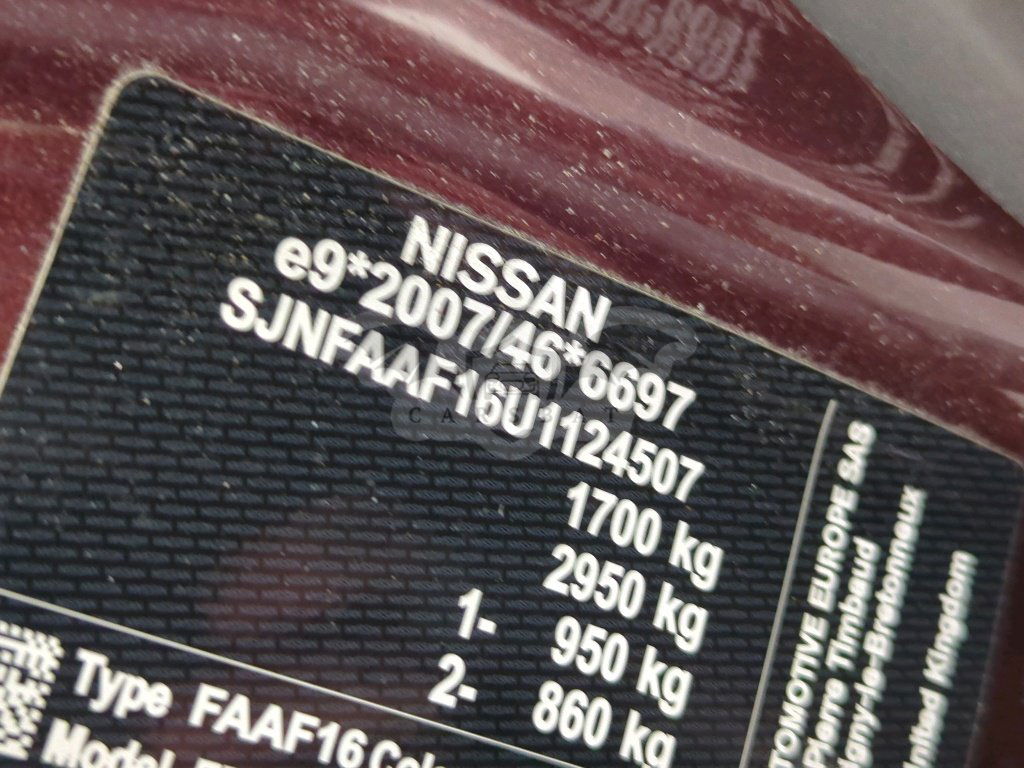 NISSAN
e9*2007/46*6697
SJNFAAF16U1124507
1700 kg
2950 kg
1- 950 kg
2- 860 kg
Type FAAF16
Model
TOMOTIVE EUROPE SAS
Pierre Timbaud
igny-le-Bretonneux
United Kingdom